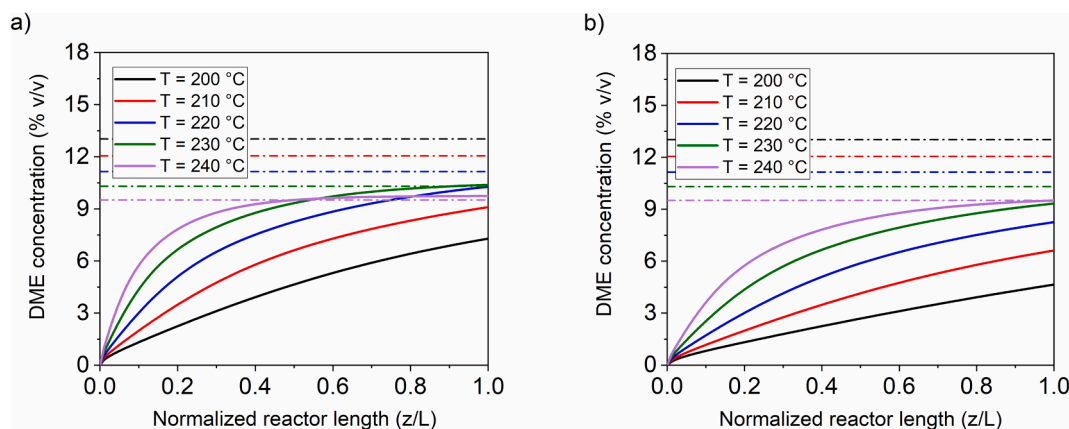 a)
DME concentration (% v/v)
18
15
12
9
6
3
0
T = 200 °C
T = 210 °C
T = 220 °C
T = 230 °C
T = 240 °C
0.0 0.2 0.4 0.6 0.8 1.0
Normalized reactor length (z/L)
b)
DME concentration (% v/v)
18
15
12
9
6
3
0
T = 200 °C
T = 210 °C
T = 220 °C
T = 230 °C
T = 240 °C
0.0 0.2 0.4 0.6 0.8 1.0
Normalized reactor length (z/L)